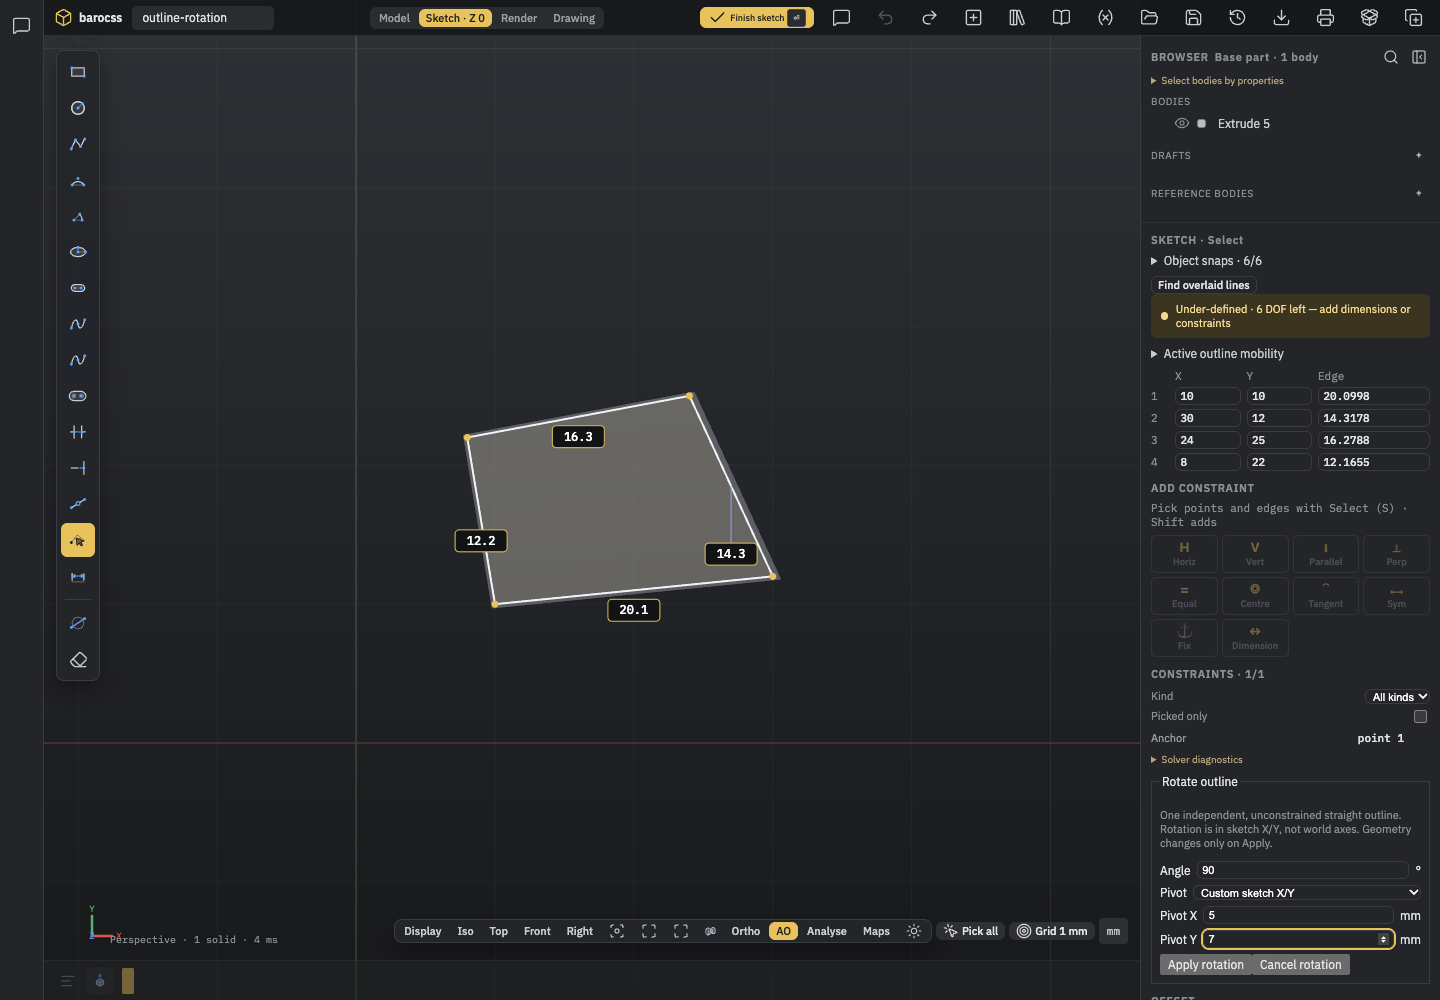 barocss
outline-rotation
Model
Sketch · Z 0
Render
Drawing
Finish sketch
BROWSER Base part · 1 body
Select bodies by properties
BODIES
Extrude 5
DRAFTS
+
REFERENCE BODIES
+
SKETCH · Select
Object snaps · 6/6
Find overlaid lines
Under-defined · 6 DOF left — add dimensions or
constraints
Active outline mobility
X Y Edge
1 10 10 20.0998
2 30 12 14.3178
3 24 25 16.2788
4 8 22 12.1655
ADD CONSTRAINT
Pick points and edges with Select (S) ·
Shift adds
H V
Horiz Vert Parallel Perp
Equal Centre Tangent Sym
Fix Dimension
CONSTRAINTS · 1/1
Kind All kinds
Picked only
Anchor point 1
Solver diagnostics
Rotate outline
One independent, unconstrained straight outline.
Rotation is in sketch X/Y, not world axes. Geometry
changes only on Apply.
Angle 90 °
Pivot Custom sketch X/Y
Pivot X 5 mm
Pivot Y 7 mm
Apply rotation Cancel rotation
OFFSET
16.3
12.2
14.3
20.1
Y
X
Z
Perspective · 1 solid · 4 ms
Display Iso Top Front Right Ortho AO Analyse Maps Pick all Grid 1 mm mm